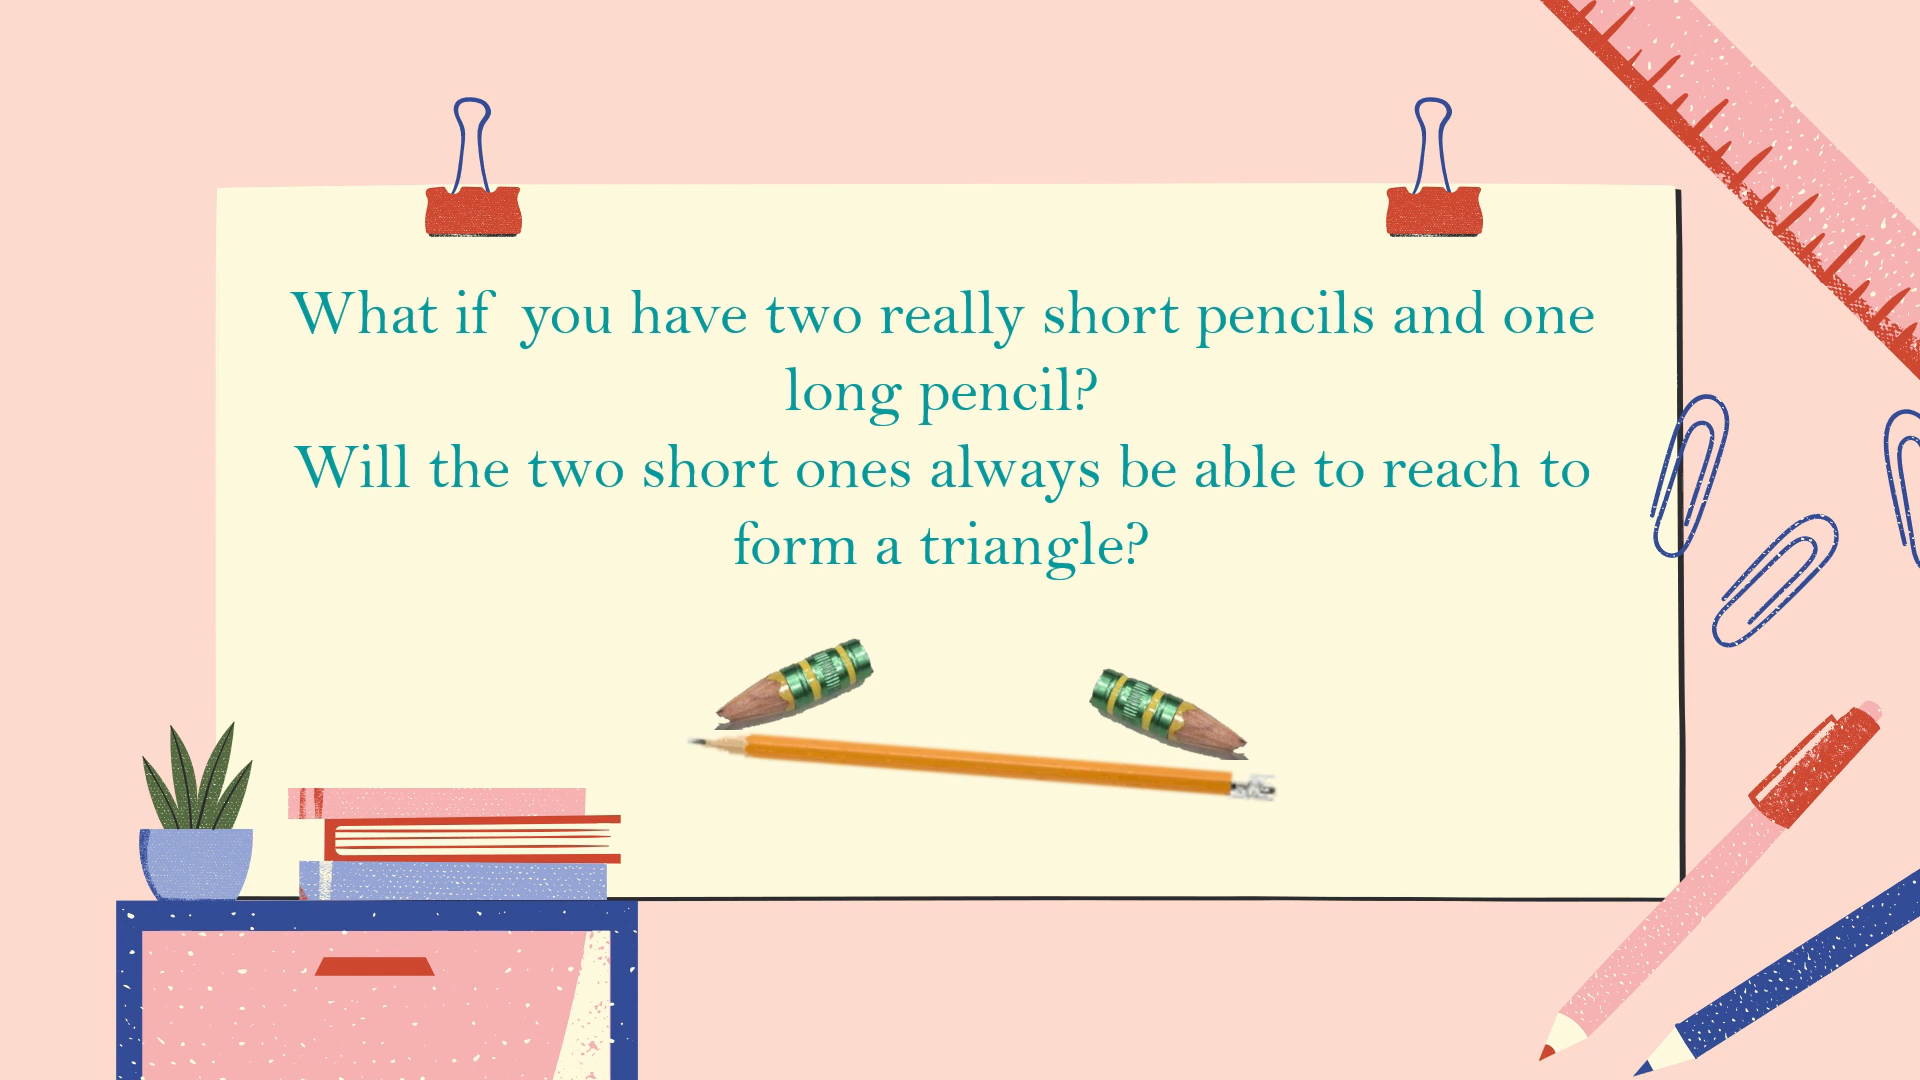 What if  you have two really short pencils and one
long pencil?
Will the two short ones always be able to reach to
form a triangle?